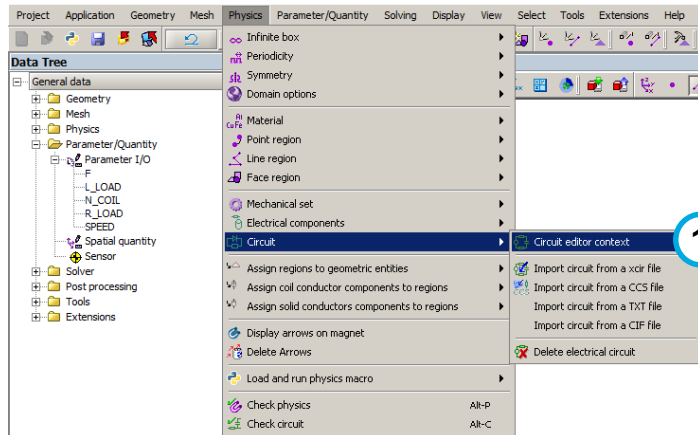 Project Application Geometry Mesh Physics Parameter/Quantity Solving Display View Select Tools Extensions Help
Data Tree
General data
Geometry
Mesh
Physics
Parameter/Quantity
Parameter I/O
F
L_LOAD
N_COIL
R_LOAD
SPEED
Spatial quantity
Sensor
Solver
Post processing
Tools
Extensions
Infinite box
Periodicity
Symmetry
Domain options
Material
Point region
Line region
Face region
Mechanical set
Electrical components
Circuit
Assign regions to geometric entities
Assign coil conductor components to regions
Assign solid conductors components to regions
Display arrows on magnet
Delete Arrows
Load and run physics macro
Check physics Alt-P
Check circuit Alt-C
Circuit editor context
Import circuit from a xcir file
Import circuit from a CCS file
Import circuit from a TXT file
Import circuit from a CIF file
Delete electrical circuit